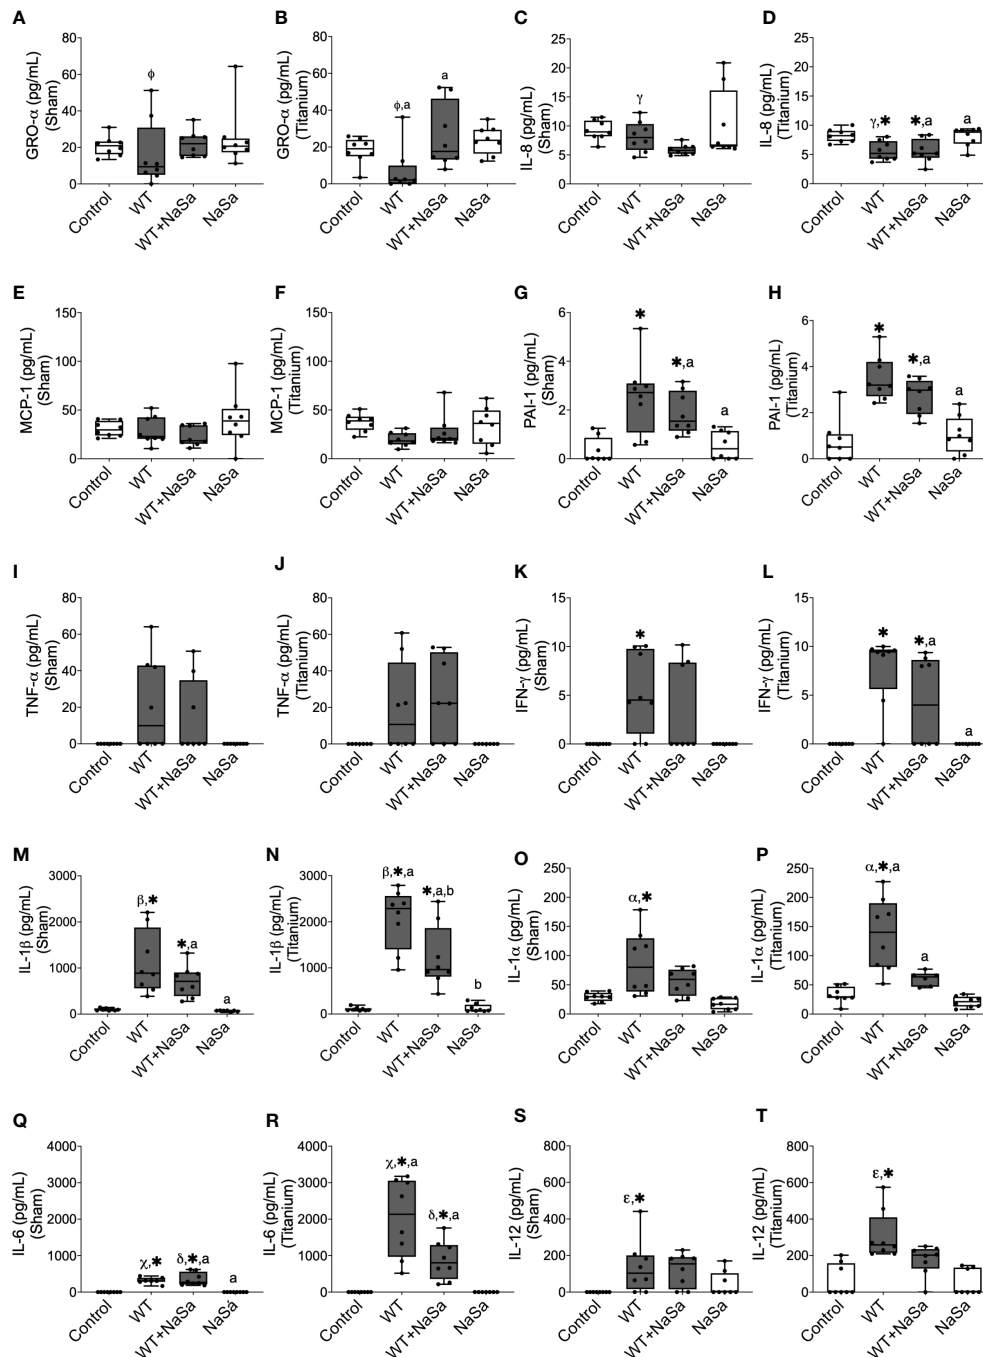 A
GRO-α (pg/mL)
(Sham)
80
60
40
20
0
ϕ
Control
WT
WT+NaSa
NaSa
B
GRO-α (pg/mL)
(Titanium)
80
60
40
20
0
ϕ,a
a
Control
WT
WT+NaSa
NaSa
C
IL-8 (pg/mL)
(Sham)
25
20
15
10
5
0
γ
Control
WT
WT+NaSa
NaSa
D
IL-8 (pg/mL)
(Titanium)
25
20
15
10
5
0
γ,*
*,a
a
Control
WT
WT+NaSa
NaSa
E
MCP-1 (pg/mL)
(Sham)
150
100
50
0
Control
WT
WT+NaSa
NaSa
F
MCP-1 (pg/mL)
(Titanium)
150
100
50
0
Control
WT
WT+NaSa
NaSa
G
PAI-1 (pg/mL)
(Sham)
6
4
2
0
*
*,a
a
Control
WT
WT+NaSa
NaSa
H
PAI-1 (pg/mL)
(Titanium)
6
4
2
0
*
*,a
a
Control
WT
WT+NaSa
NaSa
I
TNF-α (pg/mL)
(Sham)
80
60
40
20
0
Control
WT
WT+NaSa
NaSa
J
TNF-α (pg/mL)
(Titanium)
80
60
40
20
0
Control
WT
WT+NaSa
NaSa
K
IFN-γ (pg/mL)
(Sham)
15
10
5
0
*
Control
WT
WT+NaSa
NaSa
L
IFN-γ (pg/mL)
(Titanium)
15
10
5
0
*
*,a
a
Control
WT
WT+NaSa
NaSa
M
IL-1β (pg/mL)
(Sham)
3000
2000
1000
0
β,*
*,a
a
Control
WT
WT+NaSa
NaSa
N
IL-1β (pg/mL)
(Titanium)
3000
2000
1000
0
β,*,a
*,a,b
b
Control
WT
WT+NaSa
NaSa
O
IL-1α (pg/mL)
(Sham)
250
200
150
100
50
0
α,*
Control
WT
WT+NaSa
NaSa
P
IL-1α (pg/mL)
(Titanium)
250
200
150
100
50
0
α,*,a
a
Control
WT
WT+NaSa
NaSa
Q
IL-6 (pg/mL)
(Sham)
4000
3000
2000
1000
0
χ,*
δ,*,a
a
Control
WT
WT+NaSa
NaSa
R
IL-6 (pg/mL)
(Titanium)
4000
3000
2000
1000
0
χ,*,a
δ,*,a
Control
WT
WT+NaSa
NaSa
S
IL-12 (pg/mL)
(Sham)
800
600
400
200
0
ε,*
Control
WT
WT+NaSa
NaSa
T
IL-12 (pg/mL)
(Titanium)
800
600
400
200
0
ε,*
Control
WT
WT+NaSa
NaSa